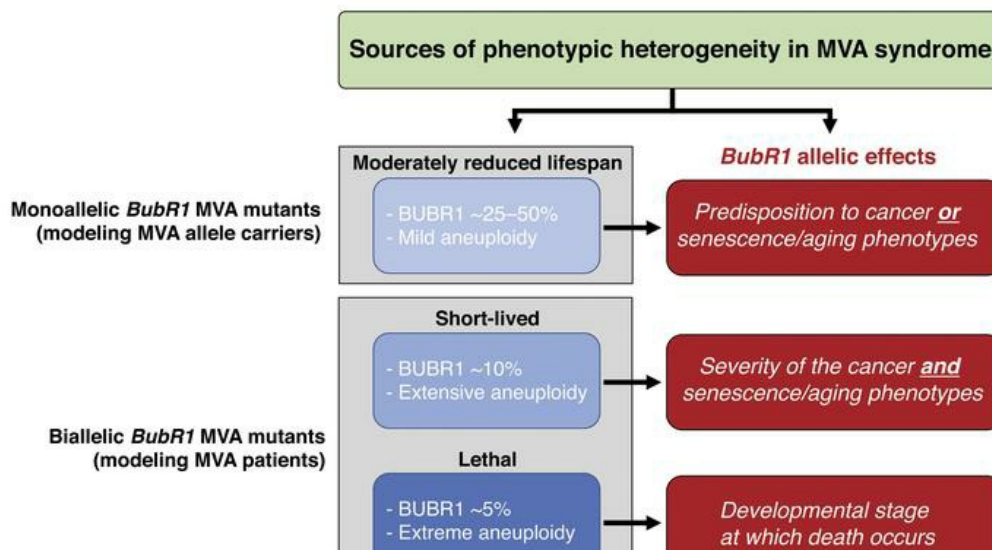 Sources of phenotypic heterogeneity in MVA syndrome
Moderately reduced lifespan
BubR1 allelic effects
Monoallelic BubR1 MVA mutants
(modeling MVA allele carriers)
- BUBR1 ~25–50%
- Mild aneuploidy
Predisposition to cancer or
senescence/aging phenotypes
Short-lived
- BUBR1 ~10%
- Extensive aneuploidy
Severity of the cancer and
senescence/aging phenotypes
Biallelic BubR1 MVA mutants
(modeling MVA patients)
Lethal
- BUBR1 ~5%
- Extreme aneuploidy
Developmental stage
at which death occurs